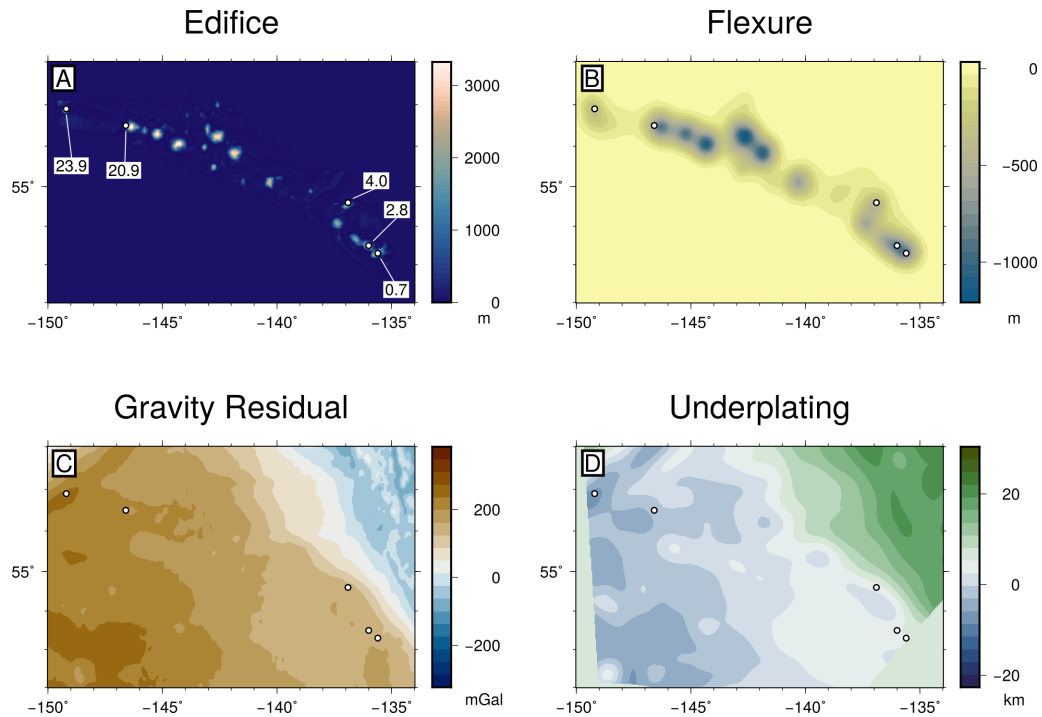 Edifice
A
23.9
20.9
4.0
2.8
0.7
55˚
−150˚ −145˚ −140˚ −135˚
3000
2000
1000
0
m
Flexure
B
55˚
−150˚ −145˚ −140˚ −135˚
0
−500
−1000
m
Gravity Residual
C
55˚
−150˚ −145˚ −140˚ −135˚
200
0
−200
mGal
Underplating
D
55˚
−150˚ −145˚ −140˚ −135˚
20
0
−20
km